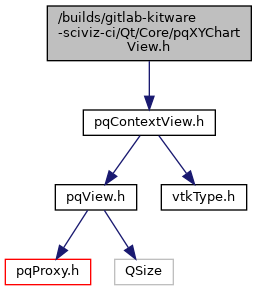 /builds/gitlab-kitware
-sciviz-ci/Qt/Core/pqXYChart
View.h
pqContextView.h
pqView.h
vtkType.h
pqProxy.h
QSize